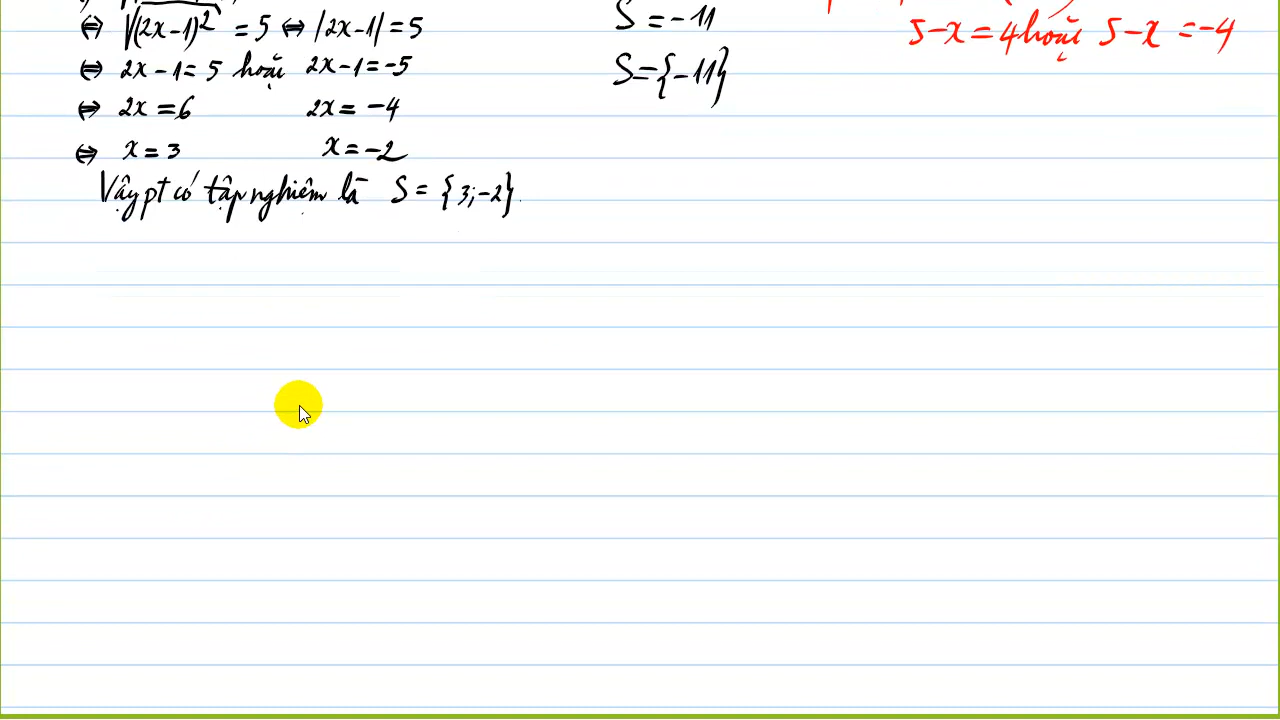 ⇔ √(2x-1)² = 5 ⇔ |2x-1| = 5
⇔ 2x-1 = 5 hoặc 2x-1 = -5
⇔ 2x = 6 2x = -4
⇔ x = 3 x = -2
Vậy pt có tập nghiệm là S = {3;-2}.
S = -11
S = {-11}
5-x = 4 hoặc 5-x = -4